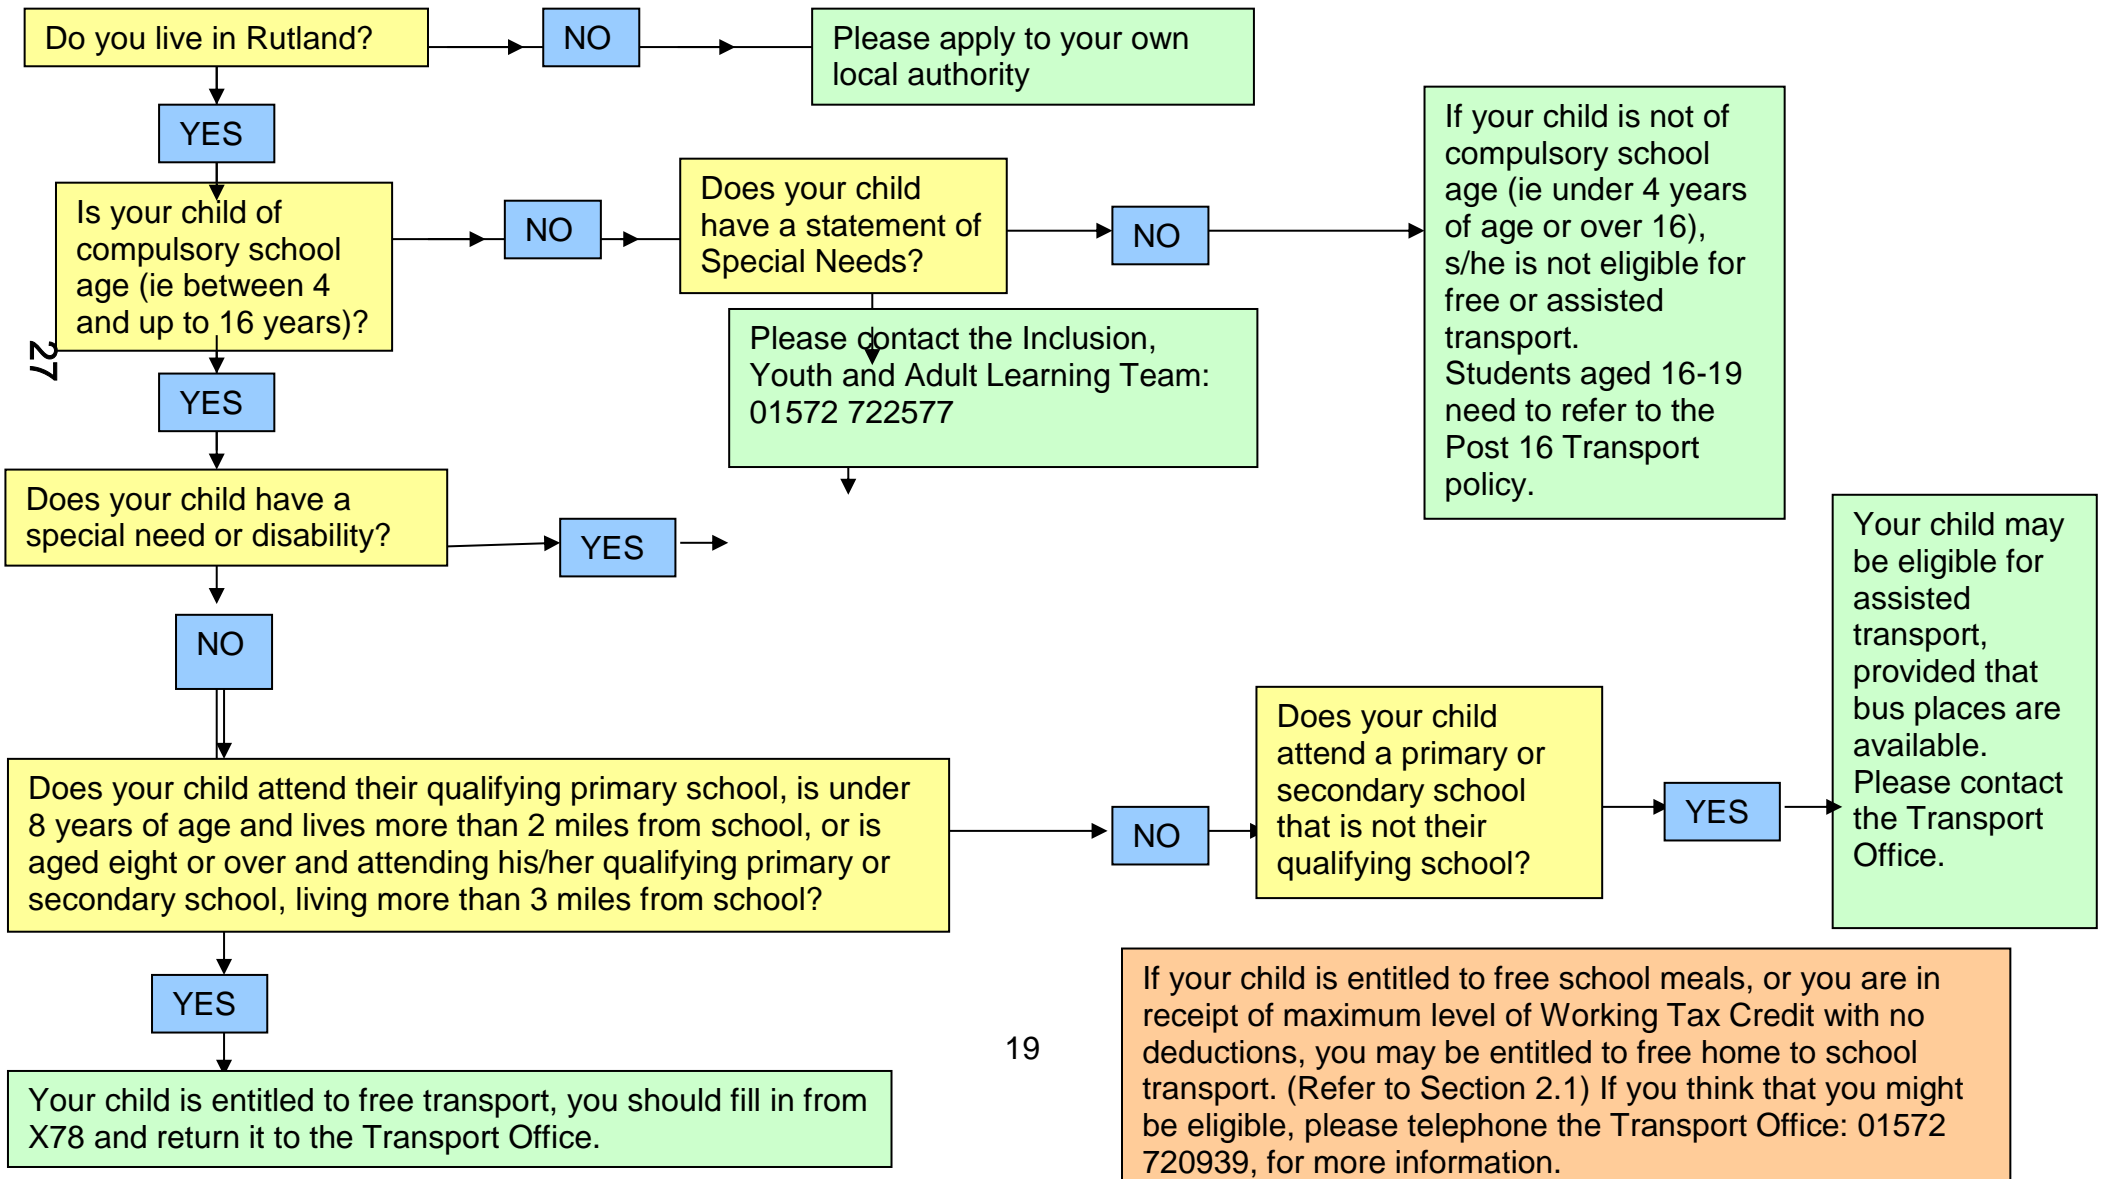 Do you live in Rutland?
NO
Please apply to your own
local authority
YES
Is your child of
compulsory school
age (ie between 4
and up to 16 years)?
NO
Does your child
have a statement of
Special Needs?
NO
If your child is not of
compulsory school
age (ie under 4 years
of age or over 16),
s/he is not eligible for
free or assisted
transport.
Students aged 16-19
need to refer to the
Post 16 Transport
policy.
Please contact the Inclusion,
Youth and Adult Learning Team:
01572 722577
27
YES
Does your child have a
special need or disability?
YES
NO
Does your child attend their qualifying primary school, is under
8 years of age and lives more than 2 miles from school, or is
aged eight or over and attending his/her qualifying primary or
secondary school, living more than 3 miles from school?
NO
Does your child
attend a primary or
secondary school
that is not their
qualifying school?
YES
Your child may
be eligible for
assisted
transport,
provided that
bus places are
available.
Please contact
the Transport
Office.
YES
Your child is entitled to free transport, you should fill in from
X78 and return it to the Transport Office.
19
If your child is entitled to free school meals, or you are in
receipt of maximum level of Working Tax Credit with no
deductions, you may be entitled to free home to school
transport. (Refer to Section 2.1) If you think that you might
be eligible, please telephone the Transport Office: 01572
720939, for more information.